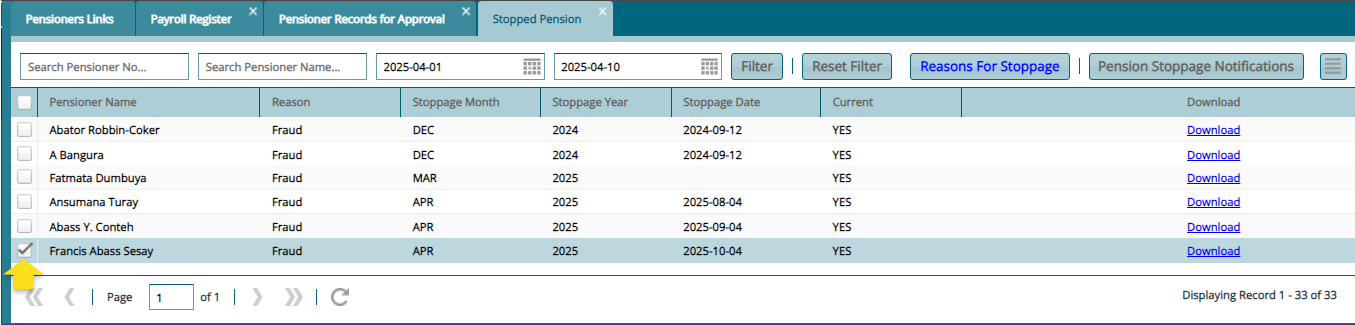 Pensioners Links Payroll Register Pensioner Records for Approval Stopped Pension
Search Pensioner No... Search Pensioner Name... 2025-04-01 2025-04-10 Filter Reset Filter Reasons For Stoppage Pension Stoppage Notifications
Pensioner Name Reason Stoppage Month Stoppage Year Stoppage Date Current Download
Abator Robbin-Coker Fraud DEC 2024 2024-09-12 YES Download
A Bangura Fraud DEC 2024 2024-09-12 YES Download
Fatmata Dumbuya Fraud MAR 2025 YES Download
Ansumana Turay Fraud APR 2025 2025-08-04 YES Download
Abass Y. Conteh Fraud APR 2025 2025-09-04 YES Download
Francis Abass Sesay Fraud APR 2025 2025-10-04 YES Download
Page 1 of 1 Displaying Record 1 - 33 of 33